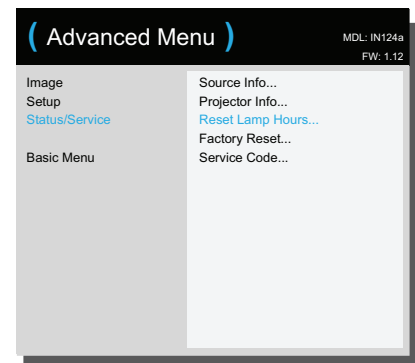 ( Advanced Menu )
MDL: IN124a
FW: 1.12
Image
Setup
Status/Service
Basic Menu
Source Info...
Projector Info...
Reset Lamp Hours...
Factory Reset...
Service Code...